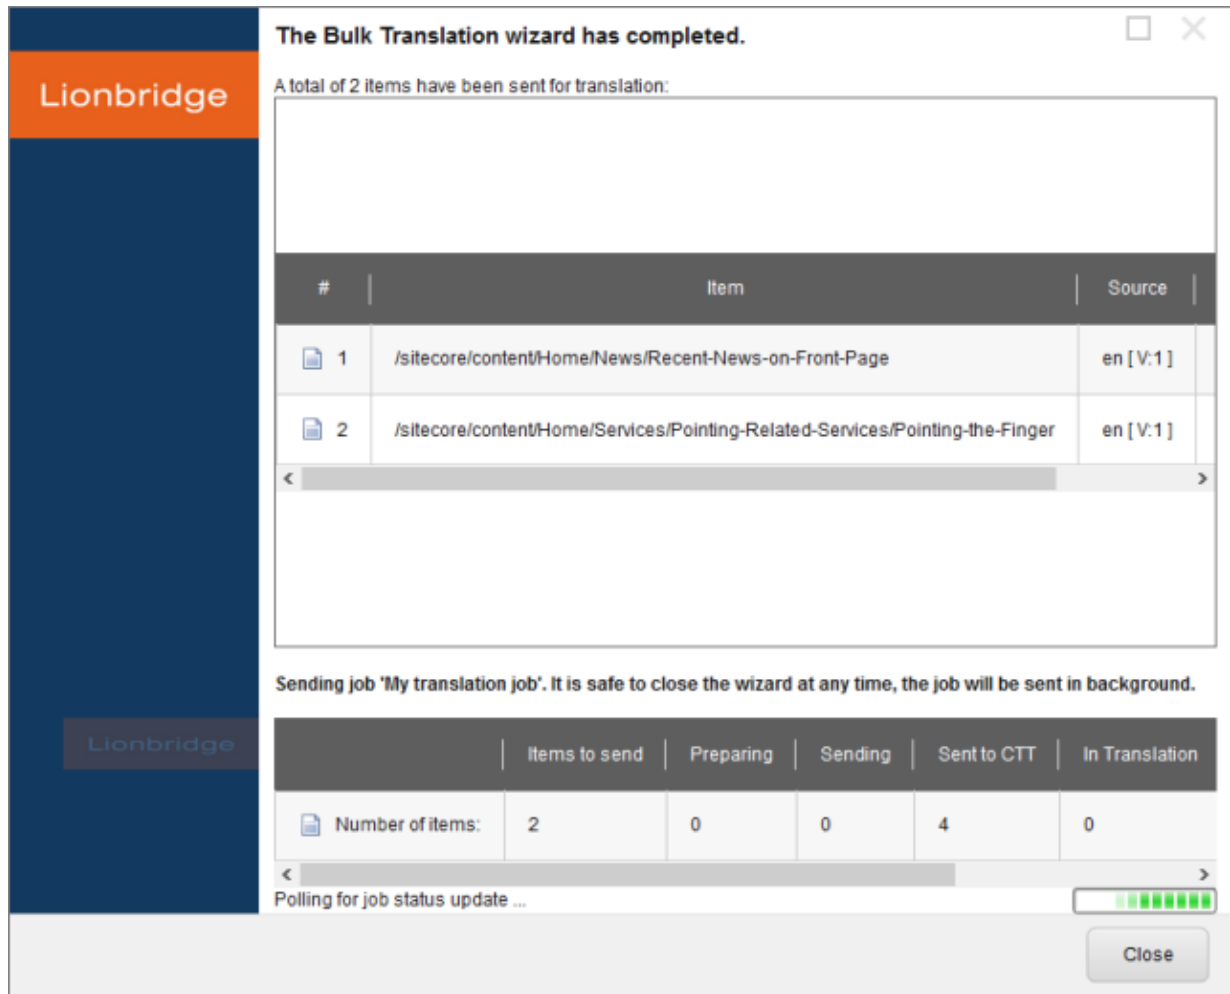 The Bulk Translation wizard has completed.
Lionbridge
A total of 2 items have been sent for translation:
# Item Source
1 /sitecore/content/Home/News/Recent-News-on-Front-Page en [ V:1 ]
2 /sitecore/content/Home/Services/Pointing-Related-Services/Pointing-the-Finger en [ V:1 ]
Sending job 'My translation job'. It is safe to close the wizard at any time, the job will be sent in background.
Lionbridge
Items to send Preparing Sending Sent to CTT In Translation
Number of items: 2 0 0 4 0
Polling for job status update ...
Close